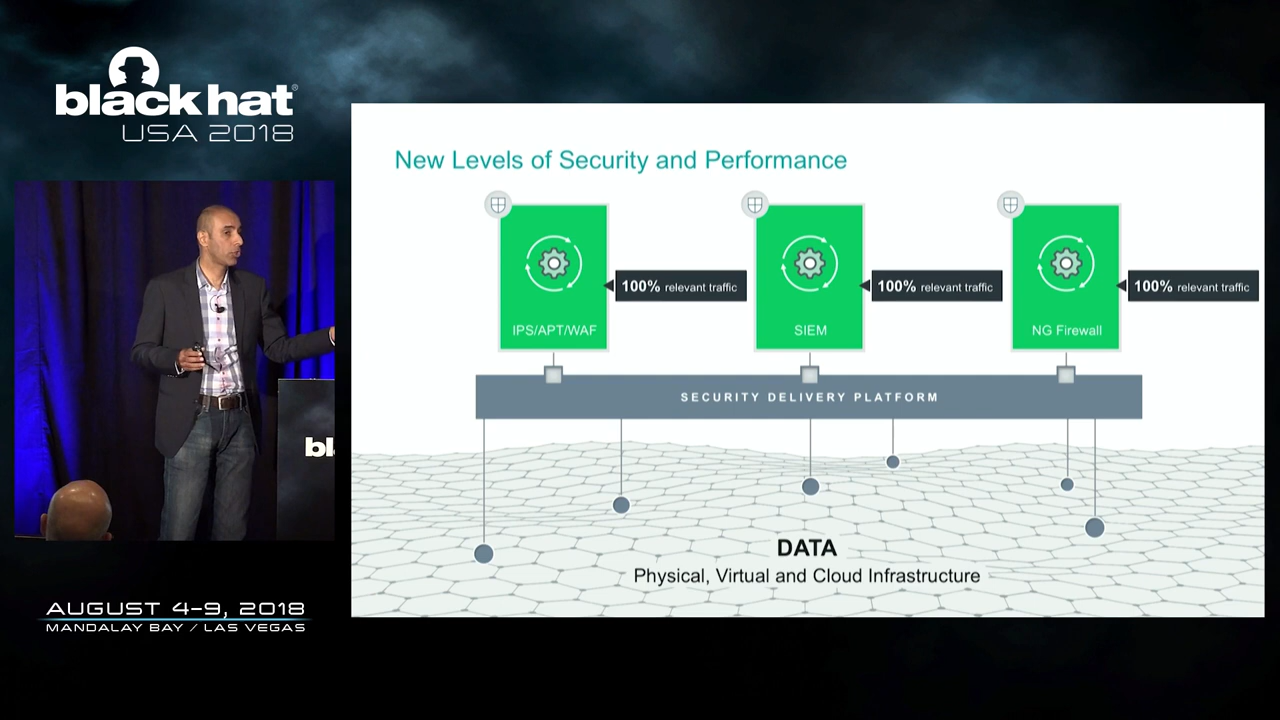 black hat®
USA 2018
New Levels of Security and Performance
100% relevant traffic
100% relevant traffic
100% relevant traffic
IPS/APT/WAF
SIEM
NG Firewall
SECURITY DELIVERY PLATFORM
bl
DATA
Physical, Virtual and Cloud Infrastructure
AUGUST 4-9, 2018
MANDALAY BAY / LAS VEGAS